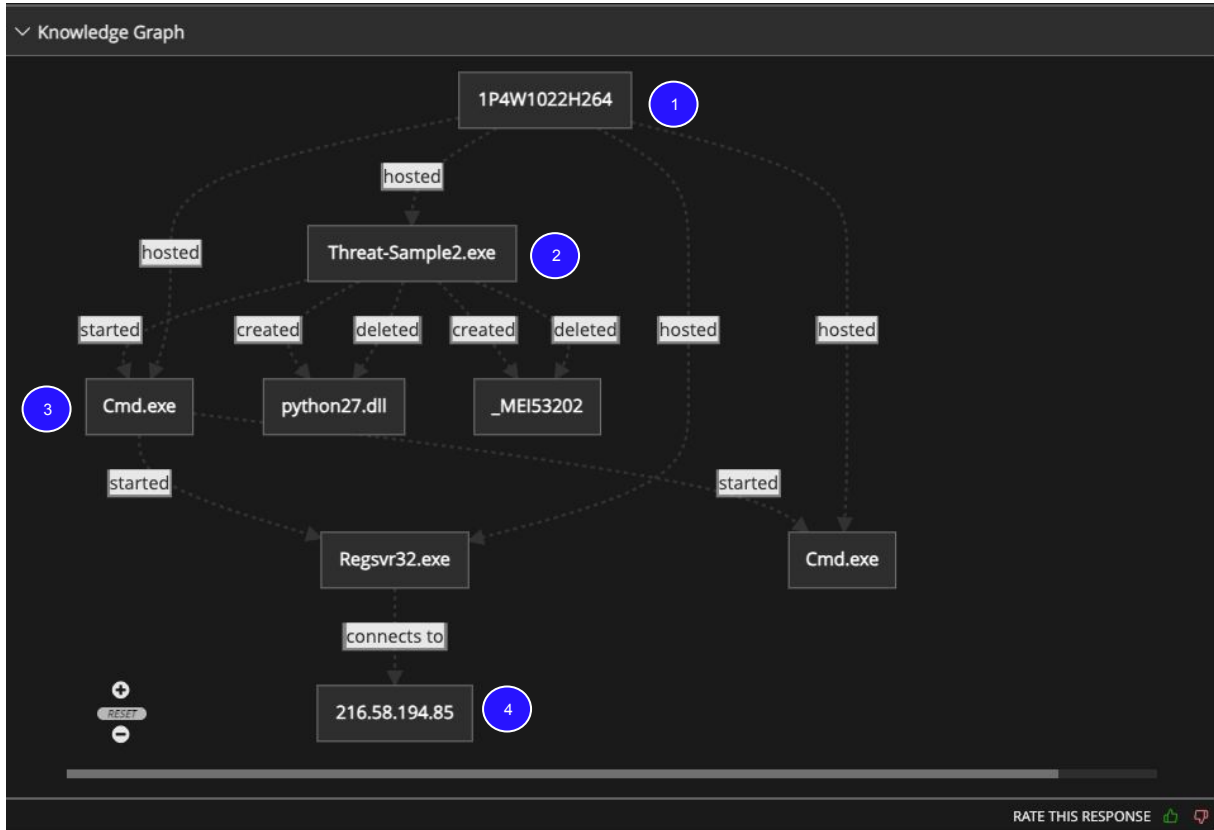 Knowledge Graph
1P4W1022H264
1
hosted
Threat-Sample2.exe
2
hosted
started
created
deleted
created
deleted
hosted
hosted
3
Cmd.exe
python27.dll
_MEI53202
started
started
Regsvr32.exe
Cmd.exe
connects to
RESET
216.58.194.85
4
RATE THIS RESPONSE